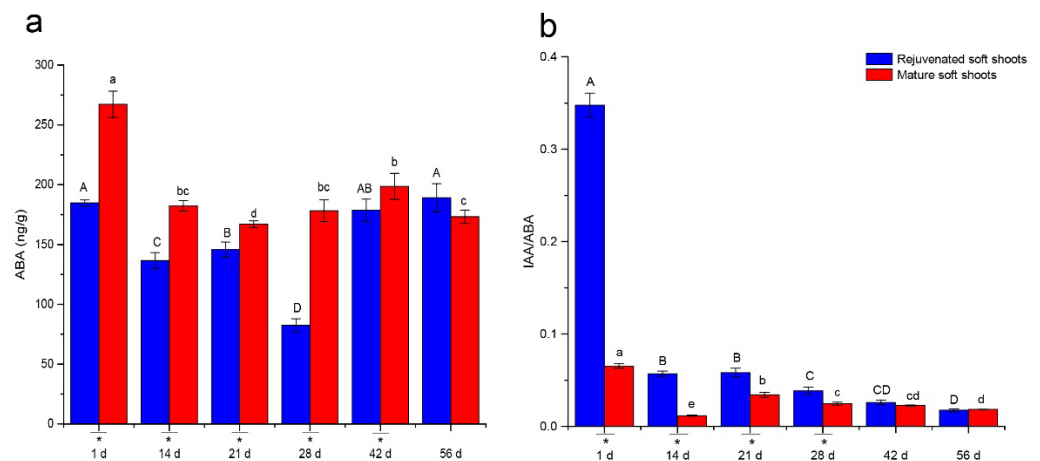 a
300
250
200
150
100
50
0
ABA (ng/g)
A
a
C
bc
B
d
D
bc
AB
b
A
c
* * * * *
1 d 14 d 21 d 28 d 42 d 56 d
b
0.4
0.3
0.2
0.1
0.0
IAA/ABA
Rejuvenated soft shoots
Mature soft shoots
A
a
B
e
B
b
C
c
CD
cd
D
d
* * * *
1 d 14 d 21 d 28 d 42 d 56 d